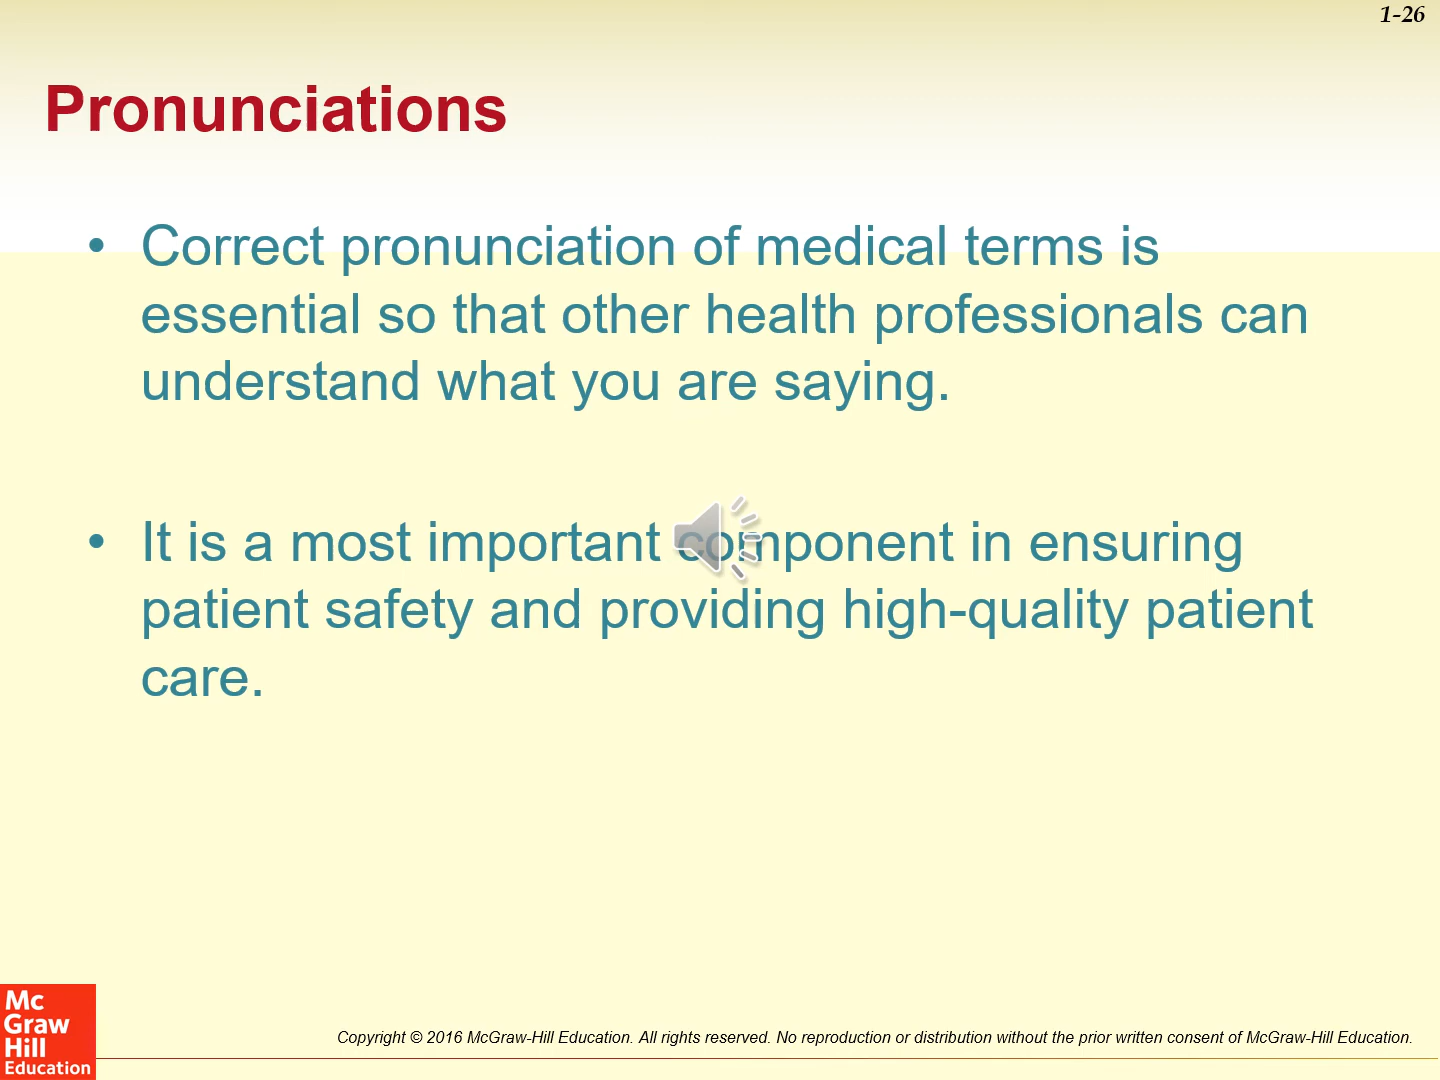 1-26
Pronunciations
• Correct pronunciation of medical terms is
essential so that other health professionals can
understand what you are saying.
• It is a most important component in ensuring
patient safety and providing high-quality patient
care.
Mc
Graw
Hill
Education
Copyright © 2016 McGraw-Hill Education. All rights reserved. No reproduction or distribution without the prior written consent of McGraw-Hill Education.